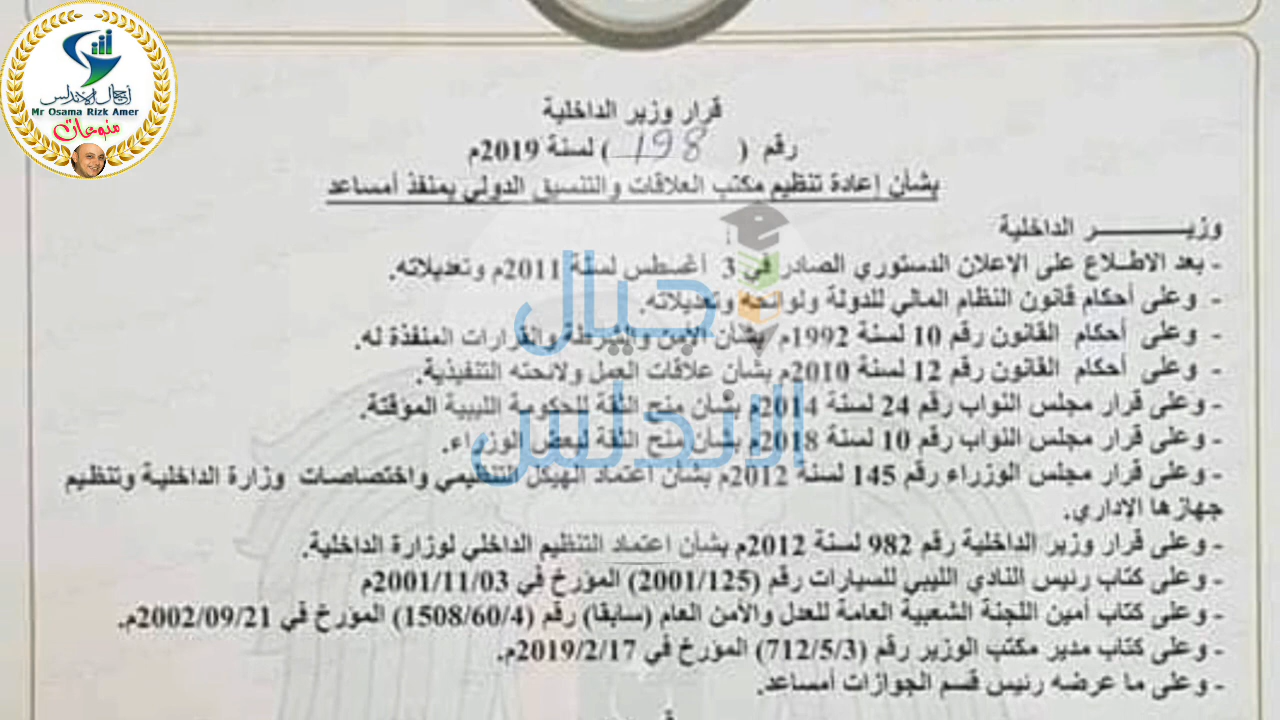 أجيال الاندلس
Mr Osama Rizk Amer
منوعات
قرار وزير الداخلية
رقم ( 198 ) لسنة 2019م
بشأن إعادة تنظيم مكتب العلاقات والتنسيق الدولي بمنفذ أمساعد
وزيـــــــر الداخلية
- بعد الاطلاع على الإعلان الدستوري الصادر في 3 أغسطس لسنة 2011م وتعديلاته.
- وعلى أحكام قانون النظام المالي للدولة ولوائحه وتعديلاته.
- وعلى أحكام القانون رقم 10 لسنة 1992م بشأن الأمن والشرطة والقرارات المنفذة له.
- وعلى أحكام القانون رقم 12 لسنة 2010م بشأن علاقات العمل ولائحته التنفيذية.
- وعلى قرار مجلس النواب رقم 24 لسنة 2014م بشأن منح الثقة للحكومة الليبية المؤقتة.
- وعلى قرار مجلس النواب رقم 10 لسنة 2018م بشأن منح الثقة لبعض الوزراء.
- وعلى قرار مجلس الوزراء رقم 145 لسنة 2012م بشأن اعتماد الهيكل التنظيمي واختصاصات وزارة الداخلية وتنظيم
جهازها الإداري.
- وعلى قرار وزير الداخلية رقم 982 لسنة 2012م بشأن اعتماد التنظيم الداخلي لوزارة الداخلية.
- وعلى كتاب رئيس النادي الليبي للسيارات رقم (2001/125) المؤرخ في 2001/11/03م
- وعلى كتاب أمين اللجنة الشعبية العامة للعدل والأمن العام (سابقا) رقم (1508/60/4) المؤرخ في 2002/09/21م.
- وعلى كتاب مدير مكتب الوزير رقم (712/5/3) المؤرخ في 2019/2/17م.
- وعلى ما عرضه رئيس قسم الجوازات أمساعد.
جيال
الاندلس